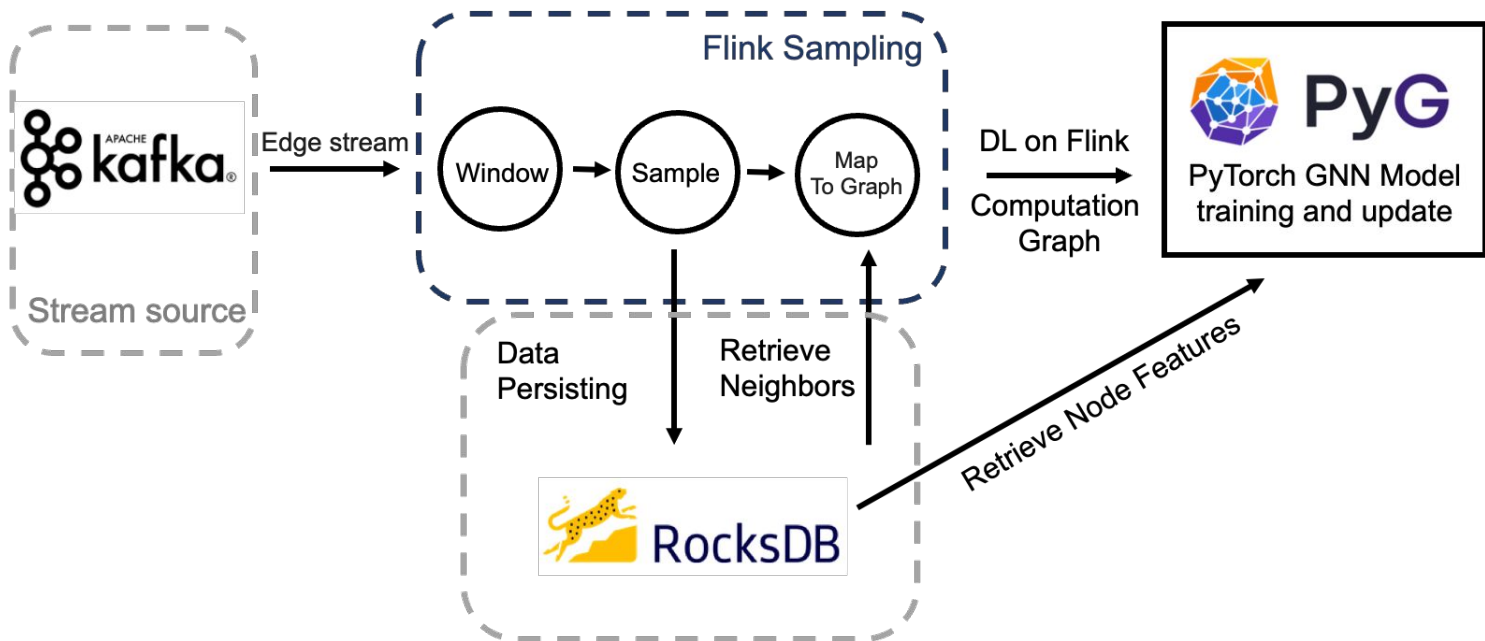 Flink Sampling
APACHE
kafka®
Stream source
Edge stream
Window
Sample
Map
To Graph
DL on Flink
Computation
Graph
PyG
PyTorch GNN Model
training and update
Data
Persisting
Retrieve
Neighbors
Retrieve Node Features
RocksDB